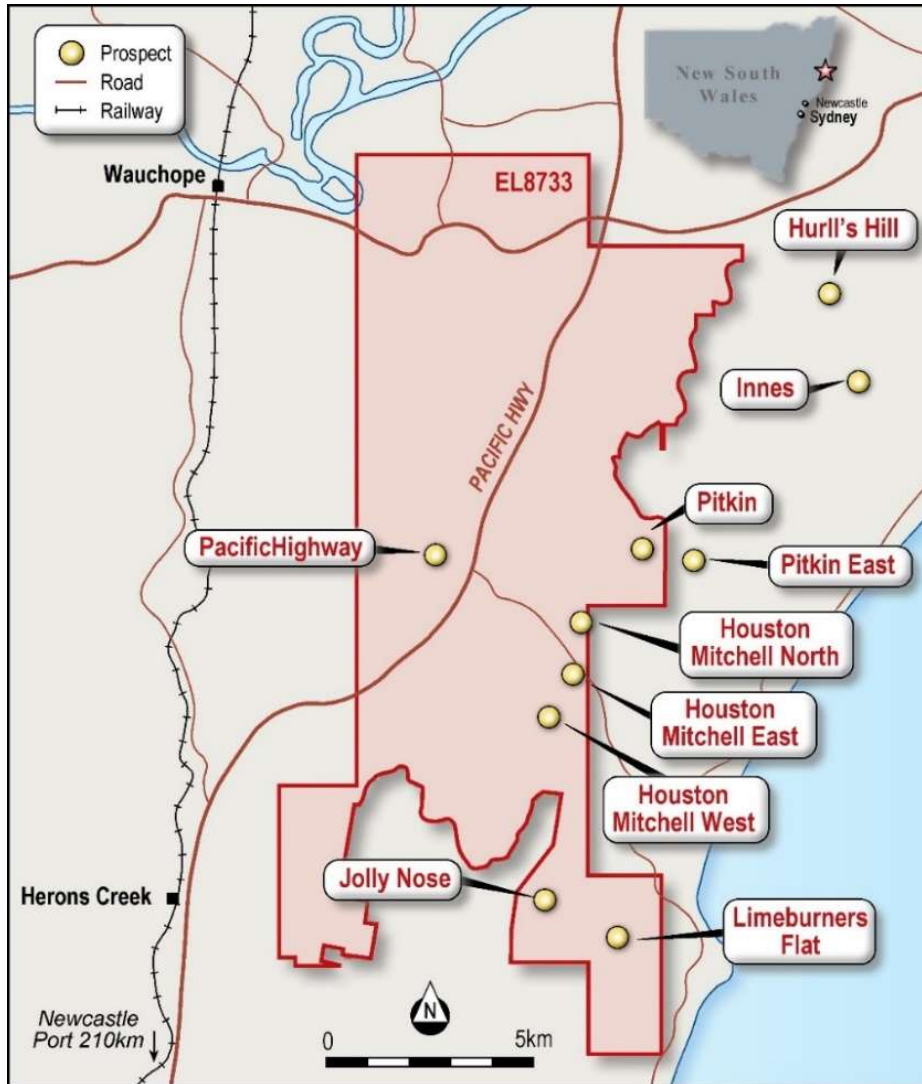 Prospect
Road
Railway
New South
Wales
Newcastle
Sydney
Wauchope
EL8733
Hurll's Hill
Innes
PACIFIC HWY
Pitkin
PacificHighway
Pitkin East
Houston
Mitchell North
Houston
Mitchell East
Houston
Mitchell West
Jolly Nose
Herons Creek
Limeburners
Flat
Newcastle
Port 210km
N
0
5km